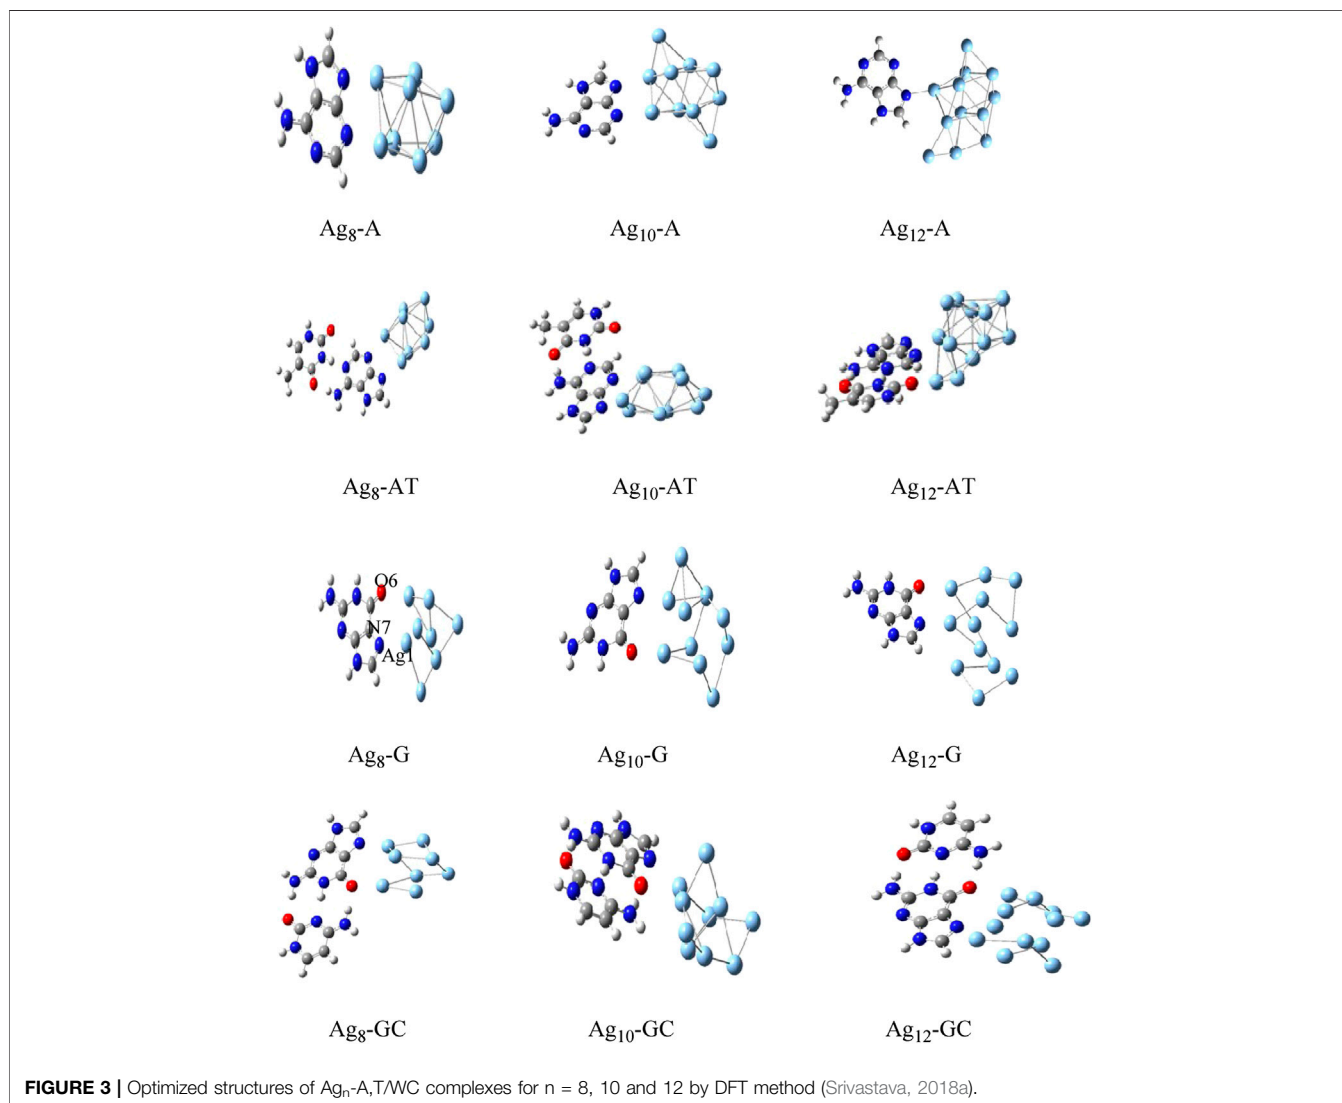 Ag₈-A Ag₁₀-A Ag₁₂-A
Ag₈-AT Ag₁₀-AT Ag₁₂-AT
O6
N7
Ag1
Ag₈-G Ag₁₀-G Ag₁₂-G
Ag₈-GC Ag₁₀-GC Ag₁₂-GC
FIGURE 3 | Optimized structures of Agₙ-A,T/WC complexes for n = 8, 10 and 12 by DFT method (Srivastava, 2018a).